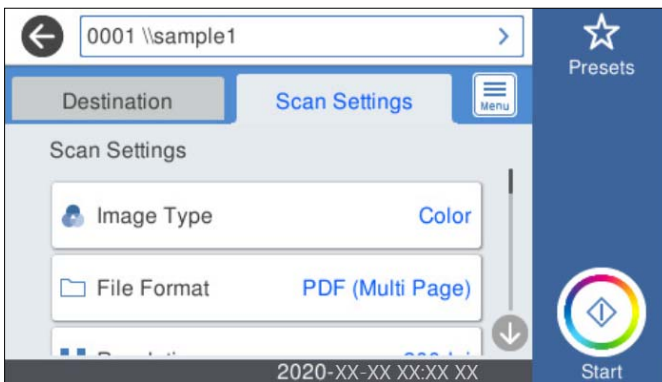 0001 \\sample1
Presets
Destination
Scan Settings
Menu
Scan Settings
Image Type
Color
File Format
PDF (Multi Page)
2020-XX-XX XX:XX XX
Start